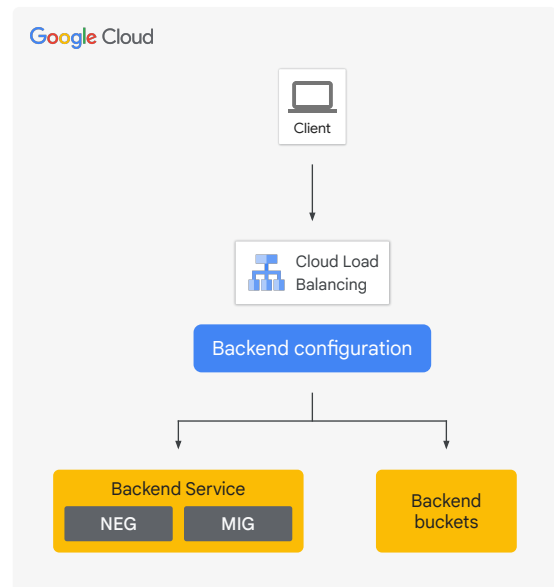 Google Cloud
Client
Cloud Load
Balancing
Backend configuration
Backend Service
NEG
MIG
Backend
buckets